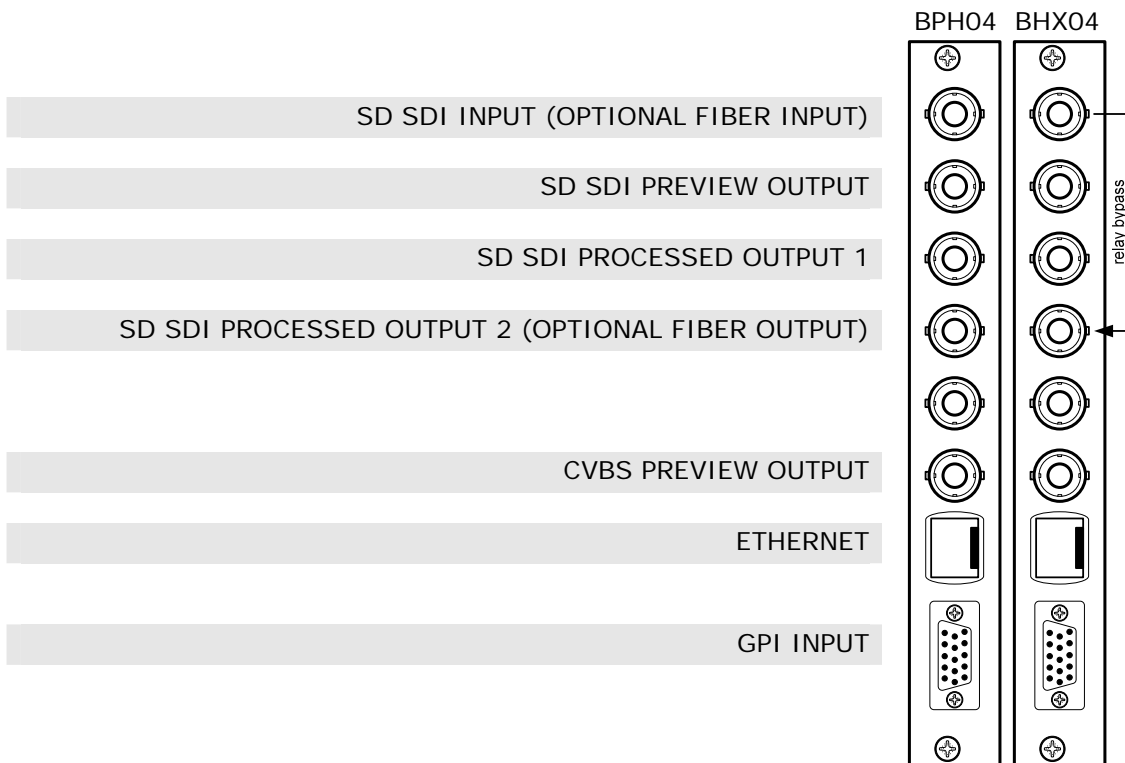 BPH04 BHX04
SD SDI INPUT (OPTIONAL FIBER INPUT)
SD SDI PREVIEW OUTPUT
relay bypass
SD SDI PROCESSED OUTPUT 1
SD SDI PROCESSED OUTPUT 2 (OPTIONAL FIBER OUTPUT)
CVBS PREVIEW OUTPUT
ETHERNET
GPI INPUT